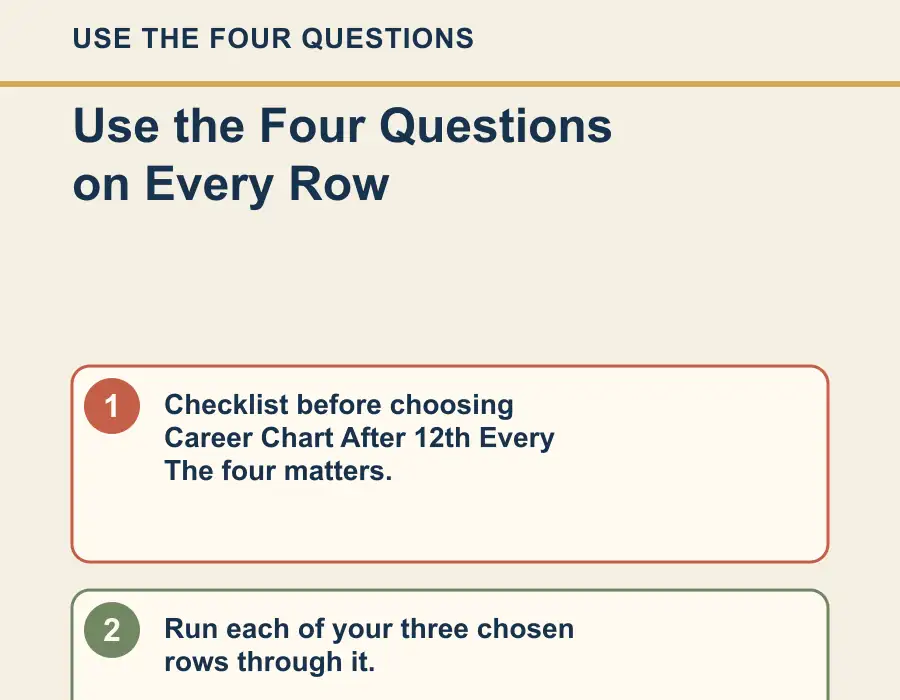 USE THE FOUR QUESTIONS
Use the Four Questions
on Every Row
1
Checklist before choosing
Career Chart After 12th Every
The four matters.
2
Run each of your three chosen
rows through it.